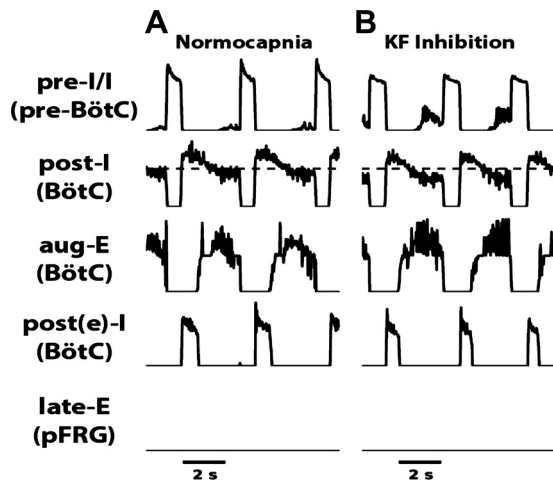 A
B
Normocapnia
KF Inhibition
pre-I/I
(pre-BötC)
post-I
(BötC)
aug-E
(BötC)
post(e)-I
(BötC)
late-E
(pFRG)
2 s
2 s